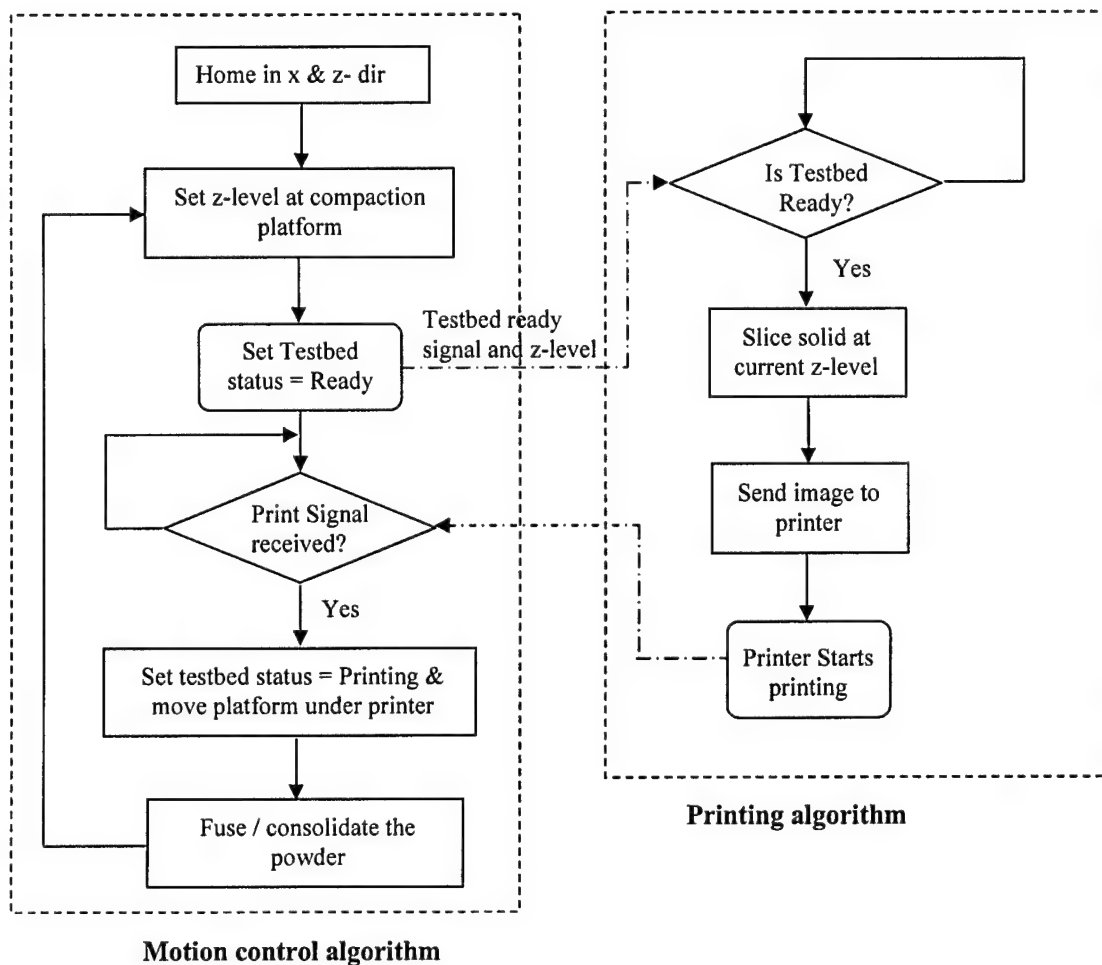 Home in x & z- dir
Set z-level at compaction
platform
Set Testbed
status = Ready
Testbed ready
signal and z-level
Print Signal
received?
Yes
Set testbed status = Printing &
move platform under printer
Fuse / consolidate the
powder
Motion control algorithm
Is Testbed
Ready?
Yes
Slice solid at
current z-level
Send image to
printer
Printer Starts
printing
Printing algorithm